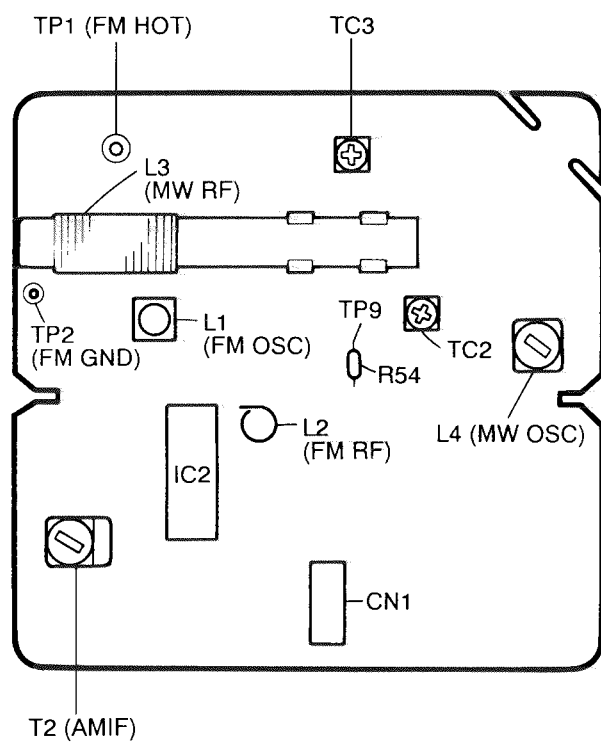 TP1 (FM HOT)
TC3
L3
(MW RF)
TP2
(FM GND)
L1
(FM OSC)
TP9
TC2
R54
L4 (MW OSC)
L2
(FM RF)
IC2
CN1
T2 (AMIF)